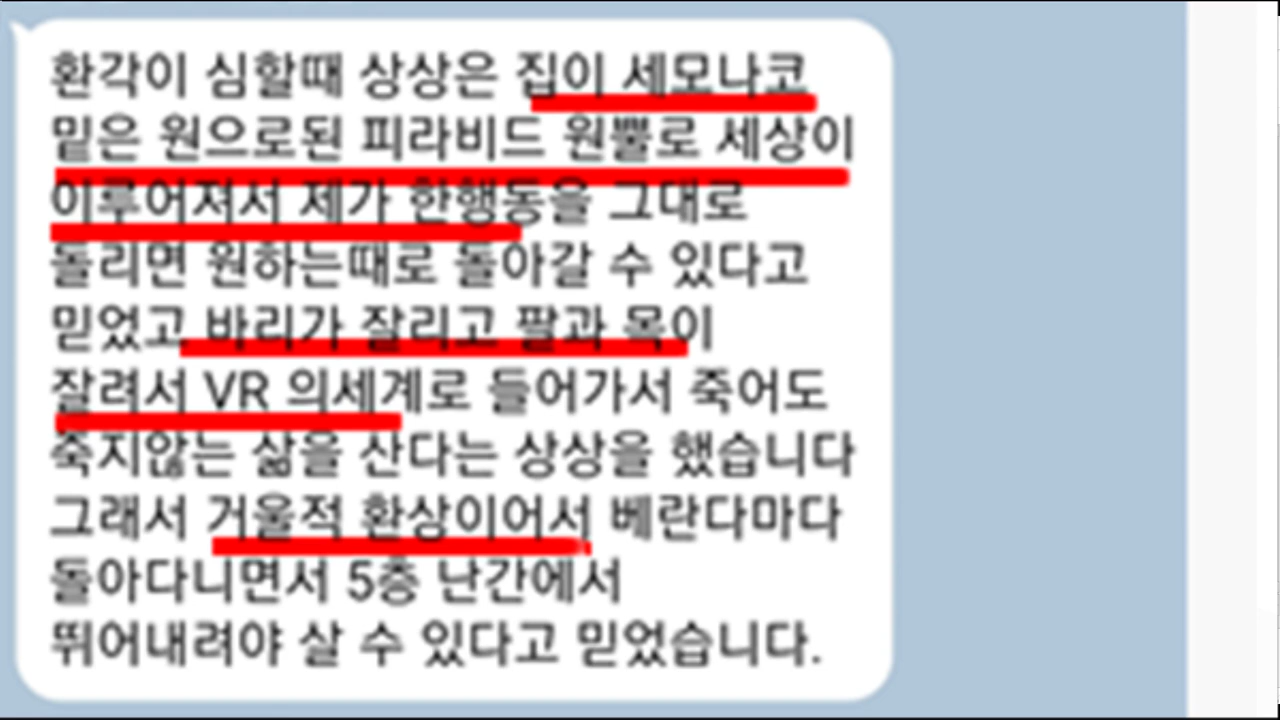 환각이 심할때 상상은 집이 세모나코
밑은 원으로된 피라비드 원뿔로 세상이
이루어져서 제가 한행동을 그대로
돌리면 원하는때로 돌아갈 수 있다고
믿었고 바리가 잘리고 팔과 목이
잘려서 VR 의세계로 들어가서 죽어도
죽지않는 삶을 산다는 상상을 했습니다
그래서 거울적 환상이어서 베란다마다
돌아다니면서 5층 난간에서
뛰어내려야 살 수 있다고 믿었습니다.